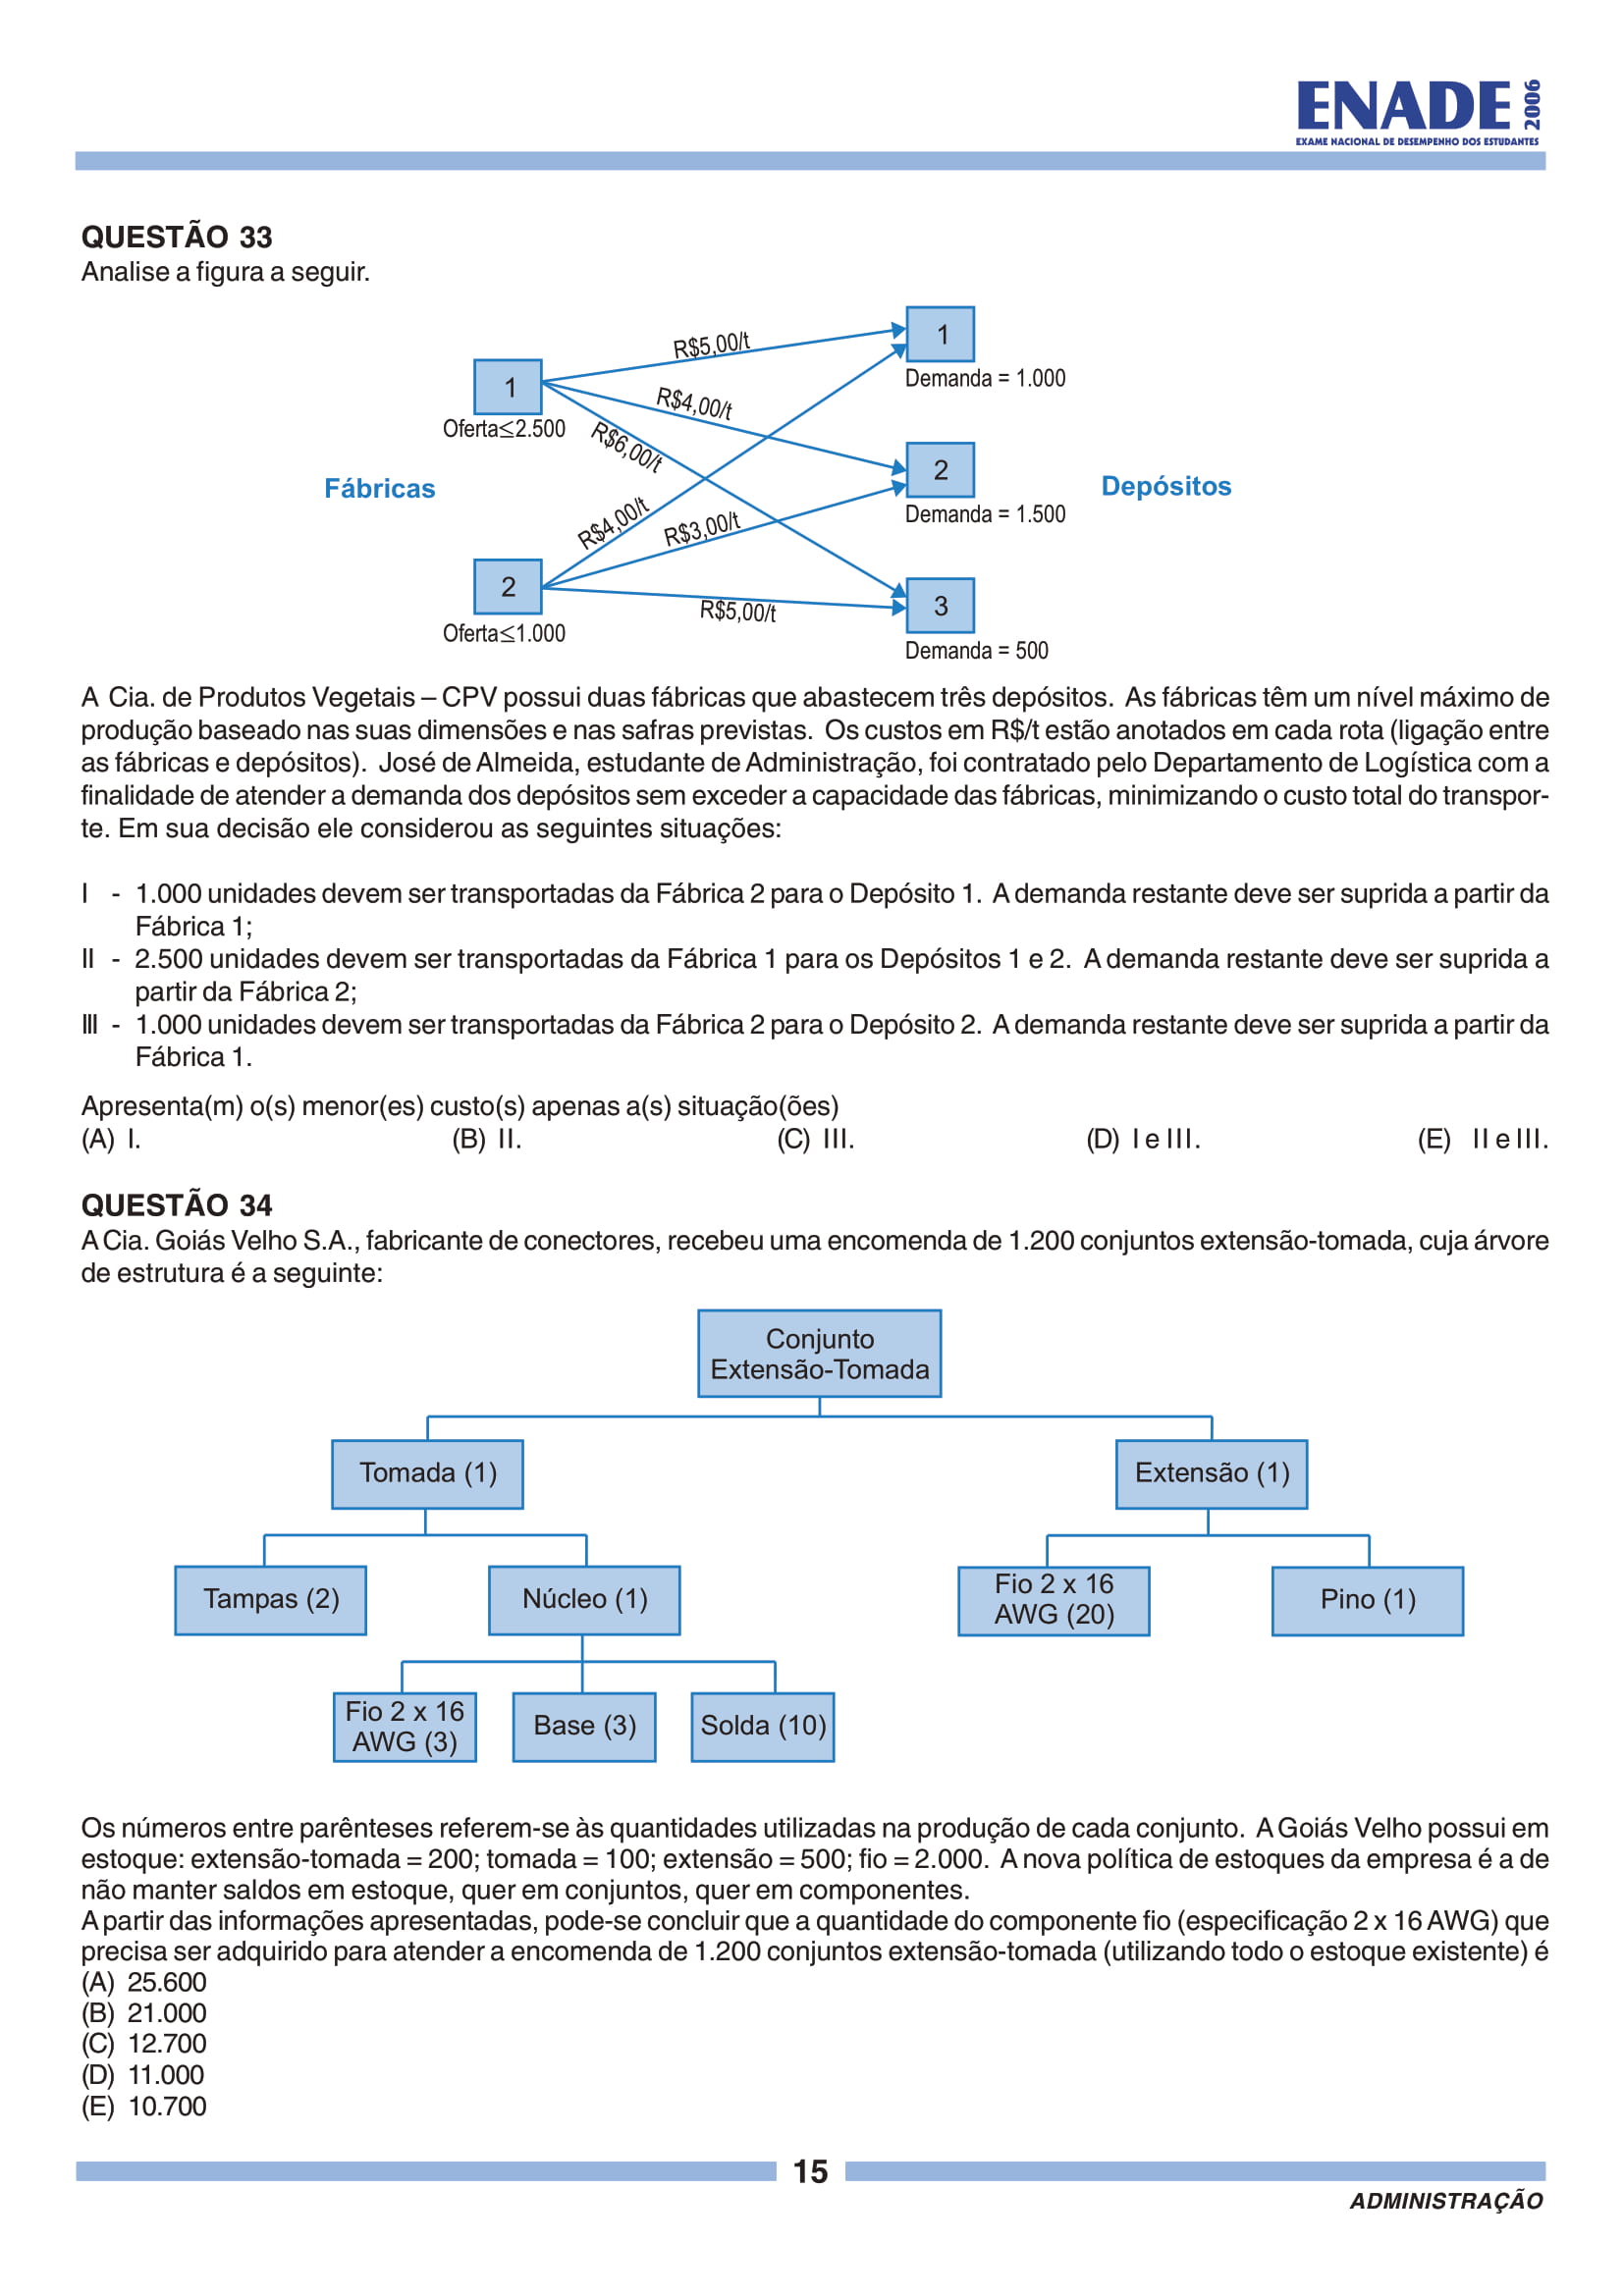 ENADE 2006
EXAME NACIONAL DE DESEMPENHO DOS ESTUDANTES
QUESTÃO 33
Analise a figura a seguir.
1
Oferta≤2.500
Fábricas
2
Oferta≤1.000
R$5,00/t
R$4,00/t
R$6,00/t
R$4,00/t
R$3,00/t
R$5,00/t
1
Demanda = 1.000
2
Demanda = 1.500
Depósitos
3
Demanda = 500
A Cia. de Produtos Vegetais – CPV possui duas fábricas que abastecem três depósitos. As fábricas têm um nível máximo de
produção baseado nas suas dimensões e nas safras previstas. Os custos em R$/t estão anotados em cada rota (ligação entre
as fábricas e depósitos). José de Almeida, estudante de Administração, foi contratado pelo Departamento de Logística com a
finalidade de atender a demanda dos depósitos sem exceder a capacidade das fábricas, minimizando o custo total do transpor-
te. Em sua decisão ele considerou as seguintes situações:
I - 1.000 unidades devem ser transportadas da Fábrica 2 para o Depósito 1. A demanda restante deve ser suprida a partir da
Fábrica 1;
II - 2.500 unidades devem ser transportadas da Fábrica 1 para os Depósitos 1 e 2. A demanda restante deve ser suprida a
partir da Fábrica 2;
III - 1.000 unidades devem ser transportadas da Fábrica 2 para o Depósito 2. A demanda restante deve ser suprida a partir da
Fábrica 1.
Apresenta(m) o(s) menor(es) custo(s) apenas a(s) situação(ões)
(A) I. (B) II. (C) III. (D) I e III. (E) II e III.
QUESTÃO 34
A Cia. Goiás Velho S.A., fabricante de conectores, recebeu uma encomenda de 1.200 conjuntos extensão-tomada, cuja árvore
de estrutura é a seguinte:
Conjunto
Extensão-Tomada
Tomada (1)
Extensão (1)
Tampas (2)
Núcleo (1)
Fio 2 x 16
AWG (20)
Pino (1)
Fio 2 x 16
AWG (3)
Base (3)
Solda (10)
Os números entre parênteses referem-se às quantidades utilizadas na produção de cada conjunto. A Goiás Velho possui em
estoque: extensão-tomada = 200; tomada = 100; extensão = 500; fio = 2.000. A nova política de estoques da empresa é a de
não manter saldos em estoque, quer em conjuntos, quer em componentes.
A partir das informações apresentadas, pode-se concluir que a quantidade do componente fio (especificação 2 x 16 AWG) que
precisa ser adquirido para atender a encomenda de 1.200 conjuntos extensão-tomada (utilizando todo o estoque existente) é
(A) 25.600
(B) 21.000
(C) 12.700
(D) 11.000
(E) 10.700
15
ADMINISTRAÇÃO